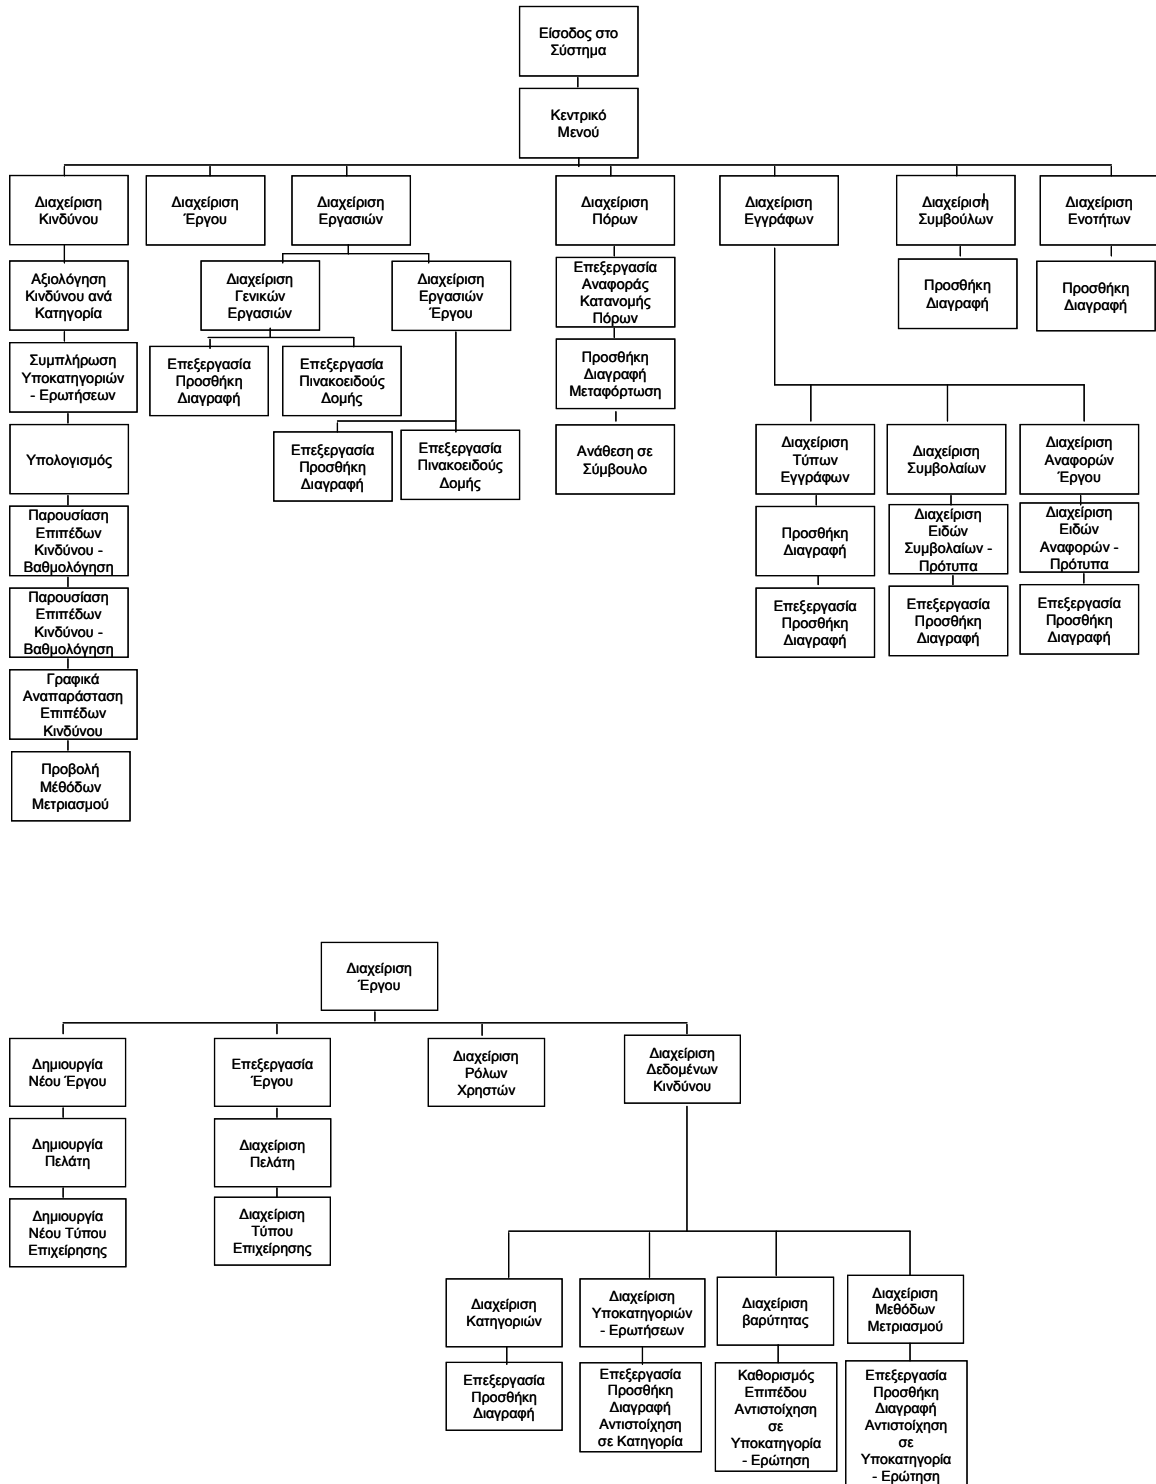 Είσοδος στο
Σύστημα
Κεντρικό
Μενού
Διαχείριση
Κινδύνου
Διαχείριση
Έργου
Διαχείριση
Εργασιών
Διαχείριση
Πόρων
Διαχείριση
Εγγράφων
Διαχείριση
Συμβούλων
Διαχείριση
Ενοτήτων
Αξιολόγηση
Κινδύνου ανά
Κατηγορία
Διαχείριση
Γενικών
Εργασιών
Διαχείριση
Εργασιών
Έργου
Επεξεργασία
Αναφοράς
Κατανομής
Πόρων
Προσθήκη
Διαγραφή
Προσθήκη
Διαγραφή
Συμπλήρωση
Υποκατηγοριών
- Ερωτήσεων
Επεξεργασία
Προσθήκη
Διαγραφή
Επεξεργασία
Πινακοειδούς
Δομής
Προσθήκη
Διαγραφή
Μεταφόρτωση
Υπολογισμός
Επεξεργασία
Προσθήκη
Διαγραφή
Επεξεργασία
Πινακοειδούς
Δομής
Ανάθεση σε
Σύμβουλο
Διαχείριση
Τύπων
Εγγράφων
Διαχείριση
Συμβολαίων
Διαχείριση
Αναφορών
Έργου
Παρουσίαση
Επιπέδων
Κινδύνου -
Βαθμολόγηση
Προσθήκη
Διαγραφή
Διαχείριση
Ειδών
Συμβολαίων -
Πρότυπα
Διαχείριση
Ειδών
Αναφορών -
Πρότυπα
Παρουσίαση
Επιπέδων
Κινδύνου -
Βαθμολόγηση
Επεξεργασία
Προσθήκη
Διαγραφή
Επεξεργασία
Προσθήκη
Διαγραφή
Επεξεργασία
Προσθήκη
Διαγραφή
Γραφικά
Αναπαράσταση
Επιπέδων
Κινδύνου
Προβολή
Μέθόδων
Μετριασμού
Διαχείριση
Έργου
Δημιουργία
Νέου Έργου
Επεξεργασία
Έργου
Διαχείριση
Ρόλων
Χρηστών
Διαχείριση
Δεδομένων
Κινδύνου
Δημιουργία
Πελάτη
Διαχείριση
Πελάτη
Δημιουργία
Νέου Τύπου
Επιχείρησης
Διαχείριση
Τύπου
Επιχείρησης
Διαχείριση
Κατηγοριών
Διαχείριση
Υποκατηγοριών
- Ερωτήσεων
Διαχείριση
βαρύτητας
Διαχείριση
Μεθόδων
Μετριασμού
Επεξεργασία
Προσθήκη
Διαγραφή
Επεξεργασία
Προσθήκη
Διαγραφή
Αντιστοίχηση
σε Κατηγορία
Καθορισμός
Επιπέδου
Αντιστοίχηση
σε
Υποκατηγορία
- Ερώτηση
Επεξεργασία
Προσθήκη
Διαγραφή
Αντιστοίχηση
σε
Υποκατηγορία
- Ερώτηση